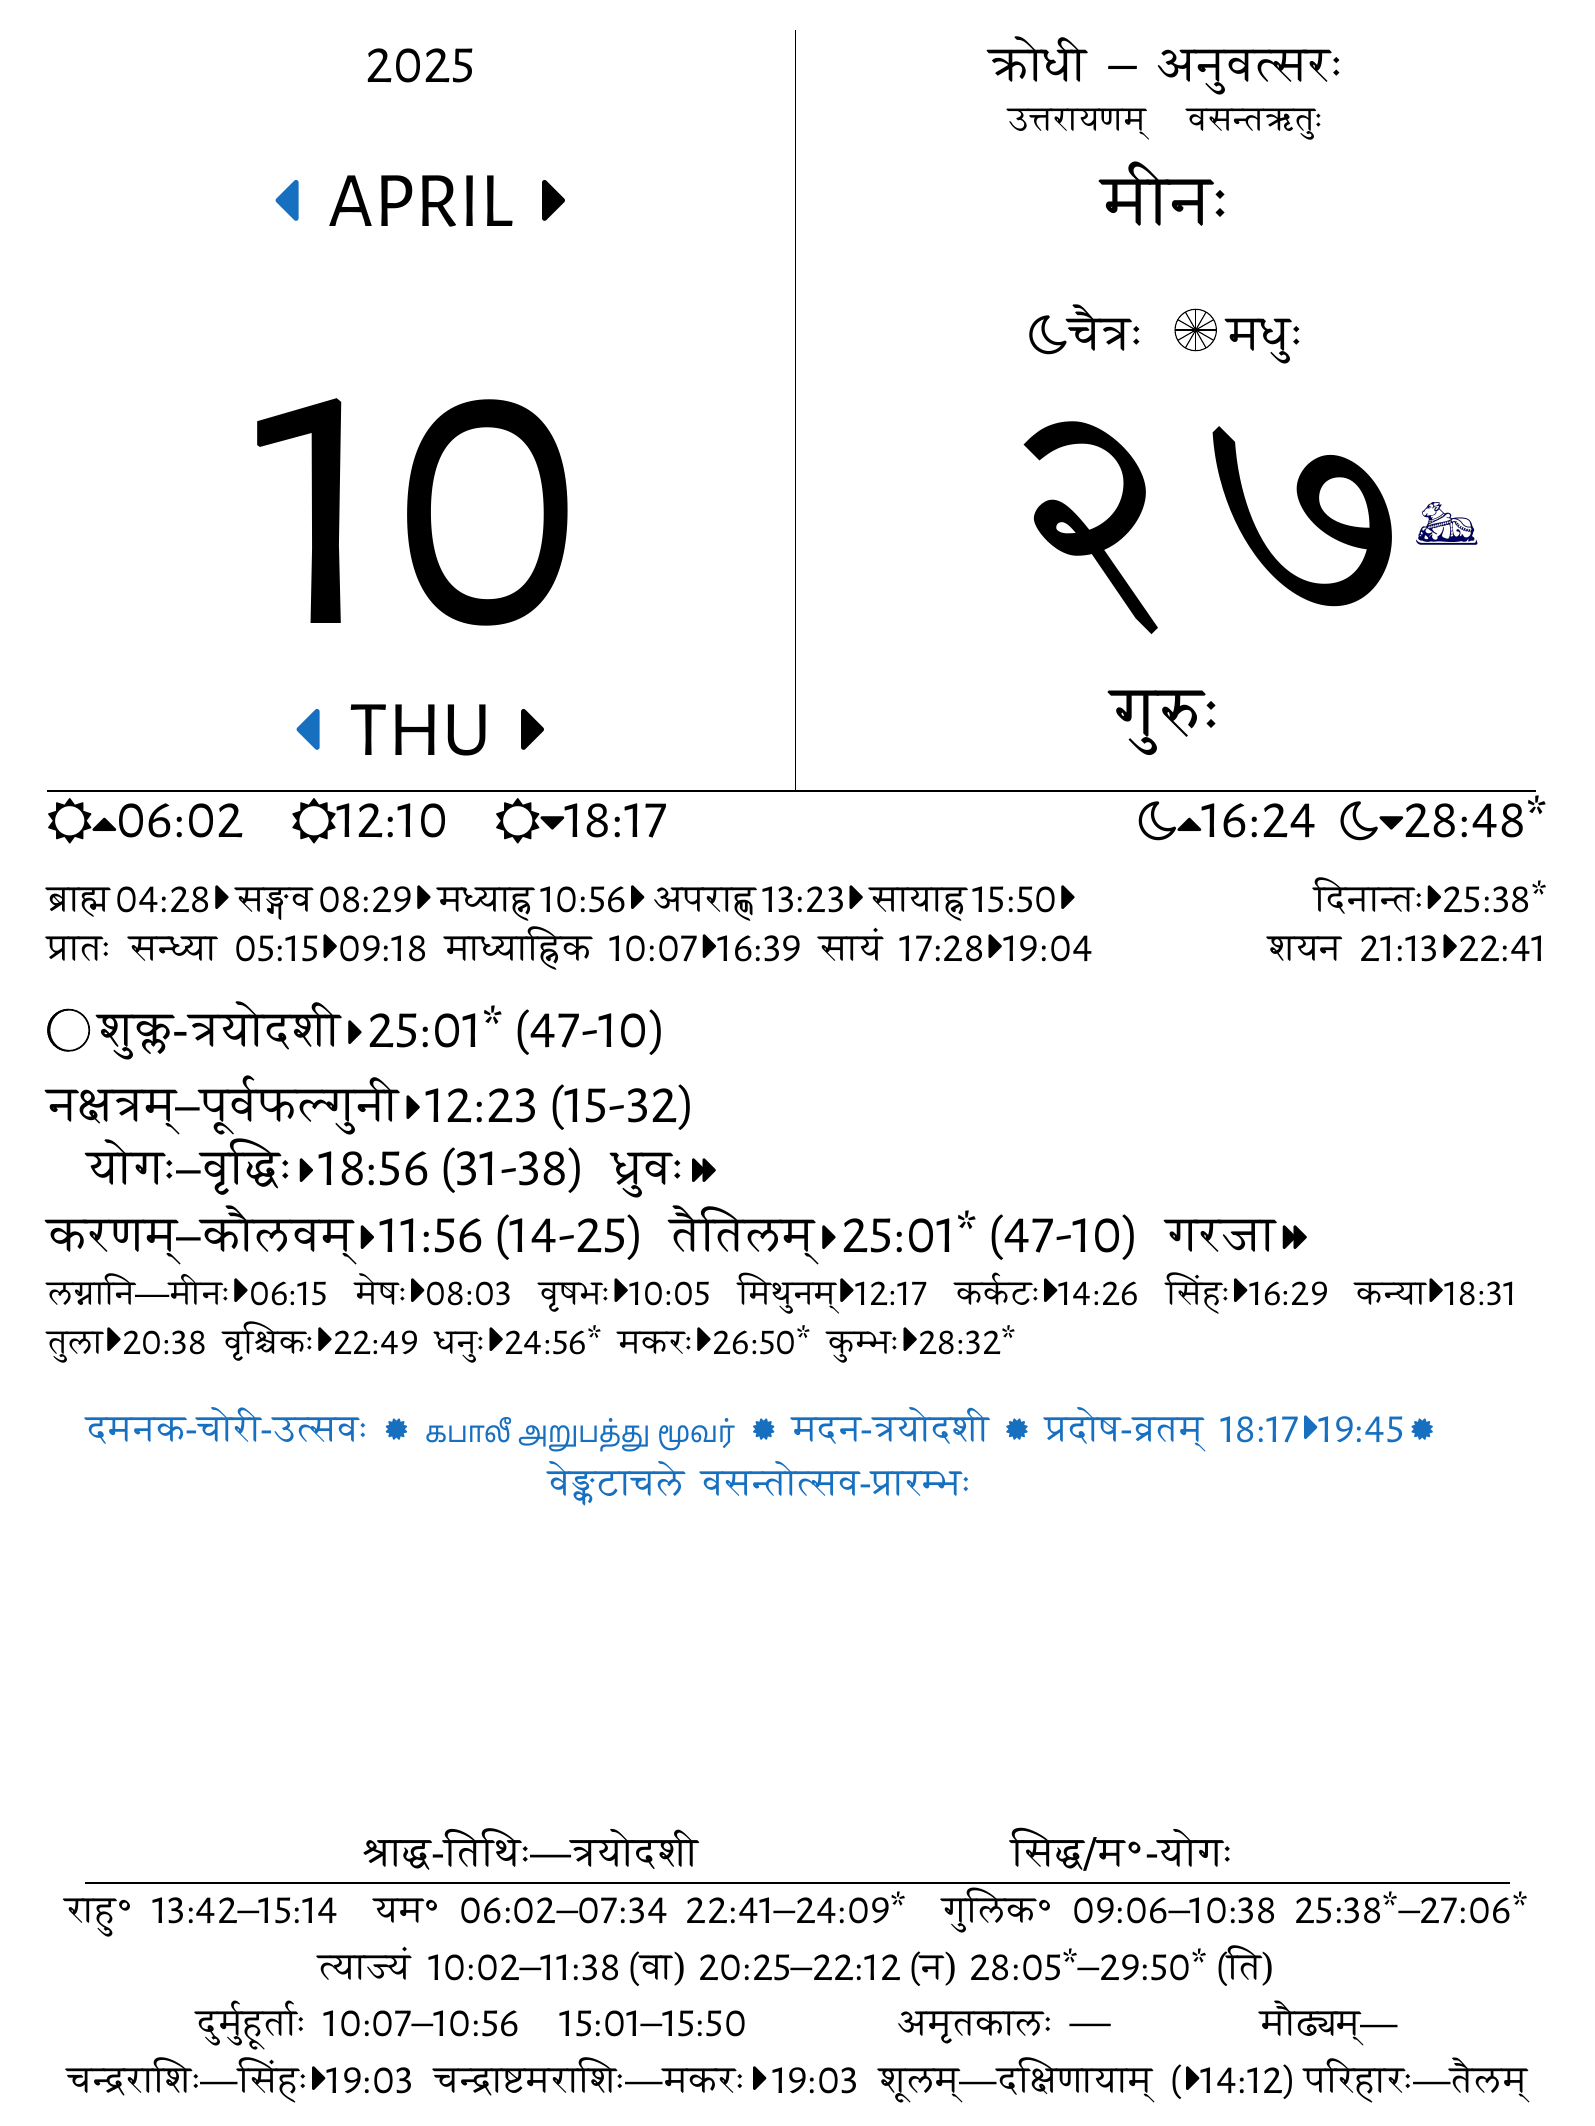 2025
APRIL
10
THU
क्रोधी – अनुवत्सरः
उत्तरायणम् वसन्तऋतुः
मीनः
चैत्रः मधुः
२७
गुरुः
06:02 12:10 18:17 16:24 28:48*
ब्राह्म 04:28 सङ्गव 08:29 मध्याह्न 10:56 अपराह्ण 13:23 सायाह्न 15:50 दिनान्तः 25:38*
प्रातः सन्ध्या 05:15 09:18 माध्याह्निक 10:07 16:39 सायं 17:28 19:04 शयन 21:13 22:41
शुक्ल-त्रयोदशी 25:01* (47-10)
नक्षत्रम्–पूर्वफल्गुनी 12:23 (15-32)
योगः–वृद्धिः 18:56 (31-38) ध्रुवः
करणम्–कौलवम् 11:56 (14-25) तैतिलम् 25:01* (47-10) गरजा
लग्नानि—मीनः 06:15 मेषः 08:03 वृषभः 10:05 मिथुनम् 12:17 कर्कटः 14:26 सिंहः 16:29 कन्या 18:31
तुला 20:38 वृश्चिकः 22:49 धनुः 24:56* मकरः 26:50* कुम्भः 28:32*
दमनक-चोरी-उत्सवः கபாலீ அறுபத்து மூவர் मदन-त्रयोदशी प्रदोष-व्रतम् 18:17 19:45
वेङ्कटाचले वसन्तोत्सव-प्रारम्भः
श्राद्ध-तिथिः—त्रयोदशी सिद्ध/म°-योगः
राहु° 13:42–15:14 यम° 06:02–07:34 22:41–24:09* गुलिक° 09:06–10:38 25:38*–27:06*
त्याज्यं 10:02–11:38 (वा) 20:25–22:12 (न) 28:05*–29:50* (ति)
दुर्मुहूर्ताः 10:07–10:56 15:01–15:50 अमृतकालः — मौढ्यम्—
चन्द्रराशिः—सिंहः 19:03 चन्द्राष्टमराशिः—मकरः 19:03 शूलम्—दक्षिणायाम् ( 14:12) परिहारः—तैलम्